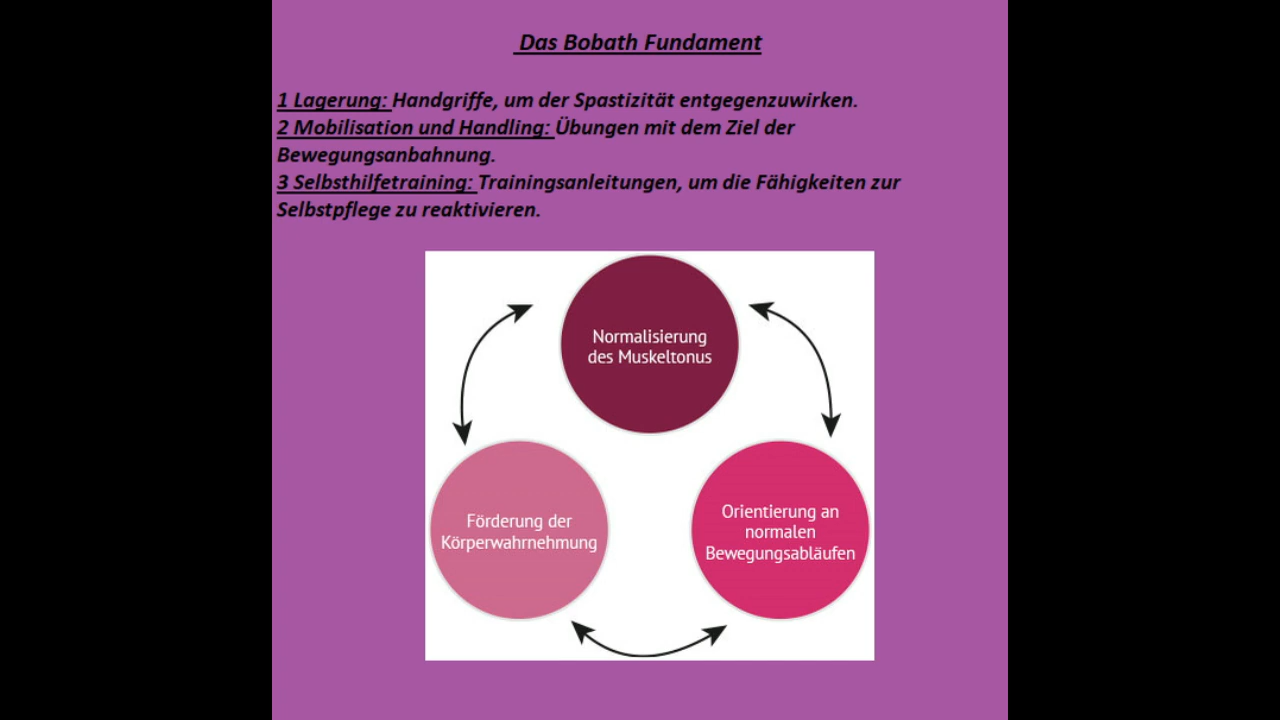 Das Bobath Fundament
1 Lagerung: Handgriffe, um der Spastizität entgegenzuwirken.
2 Mobilisation und Handling: Übungen mit dem Ziel der
Bewegungsanbahnung.
3 Selbsthilfetraining: Trainingsanleitungen, um die Fähigkeiten zur
Selbstpflege zu reaktivieren.
Normalisierung
des Muskeltonus
Förderung der
Körperwahrnehmung
Orientierung an
normalen
Bewegungsabläufen